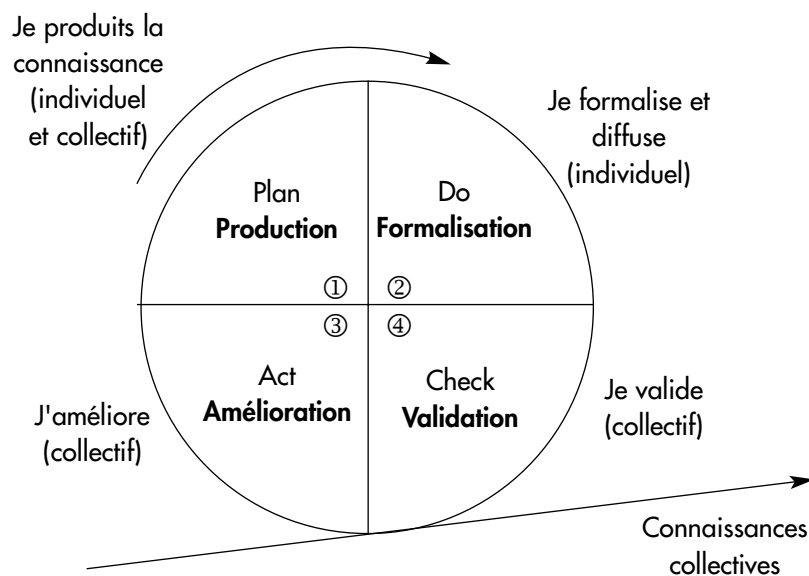 Je produits la
connaissance
(individuel
et collectif)
Je formalise et
diffuse
(individuel)
Plan
Production
Do
Formalisation
①
②
③
④
Act
Amélioration
Check
Validation
J'améliore
(collectif)
Je valide
(collectif)
Connaissances
collectives